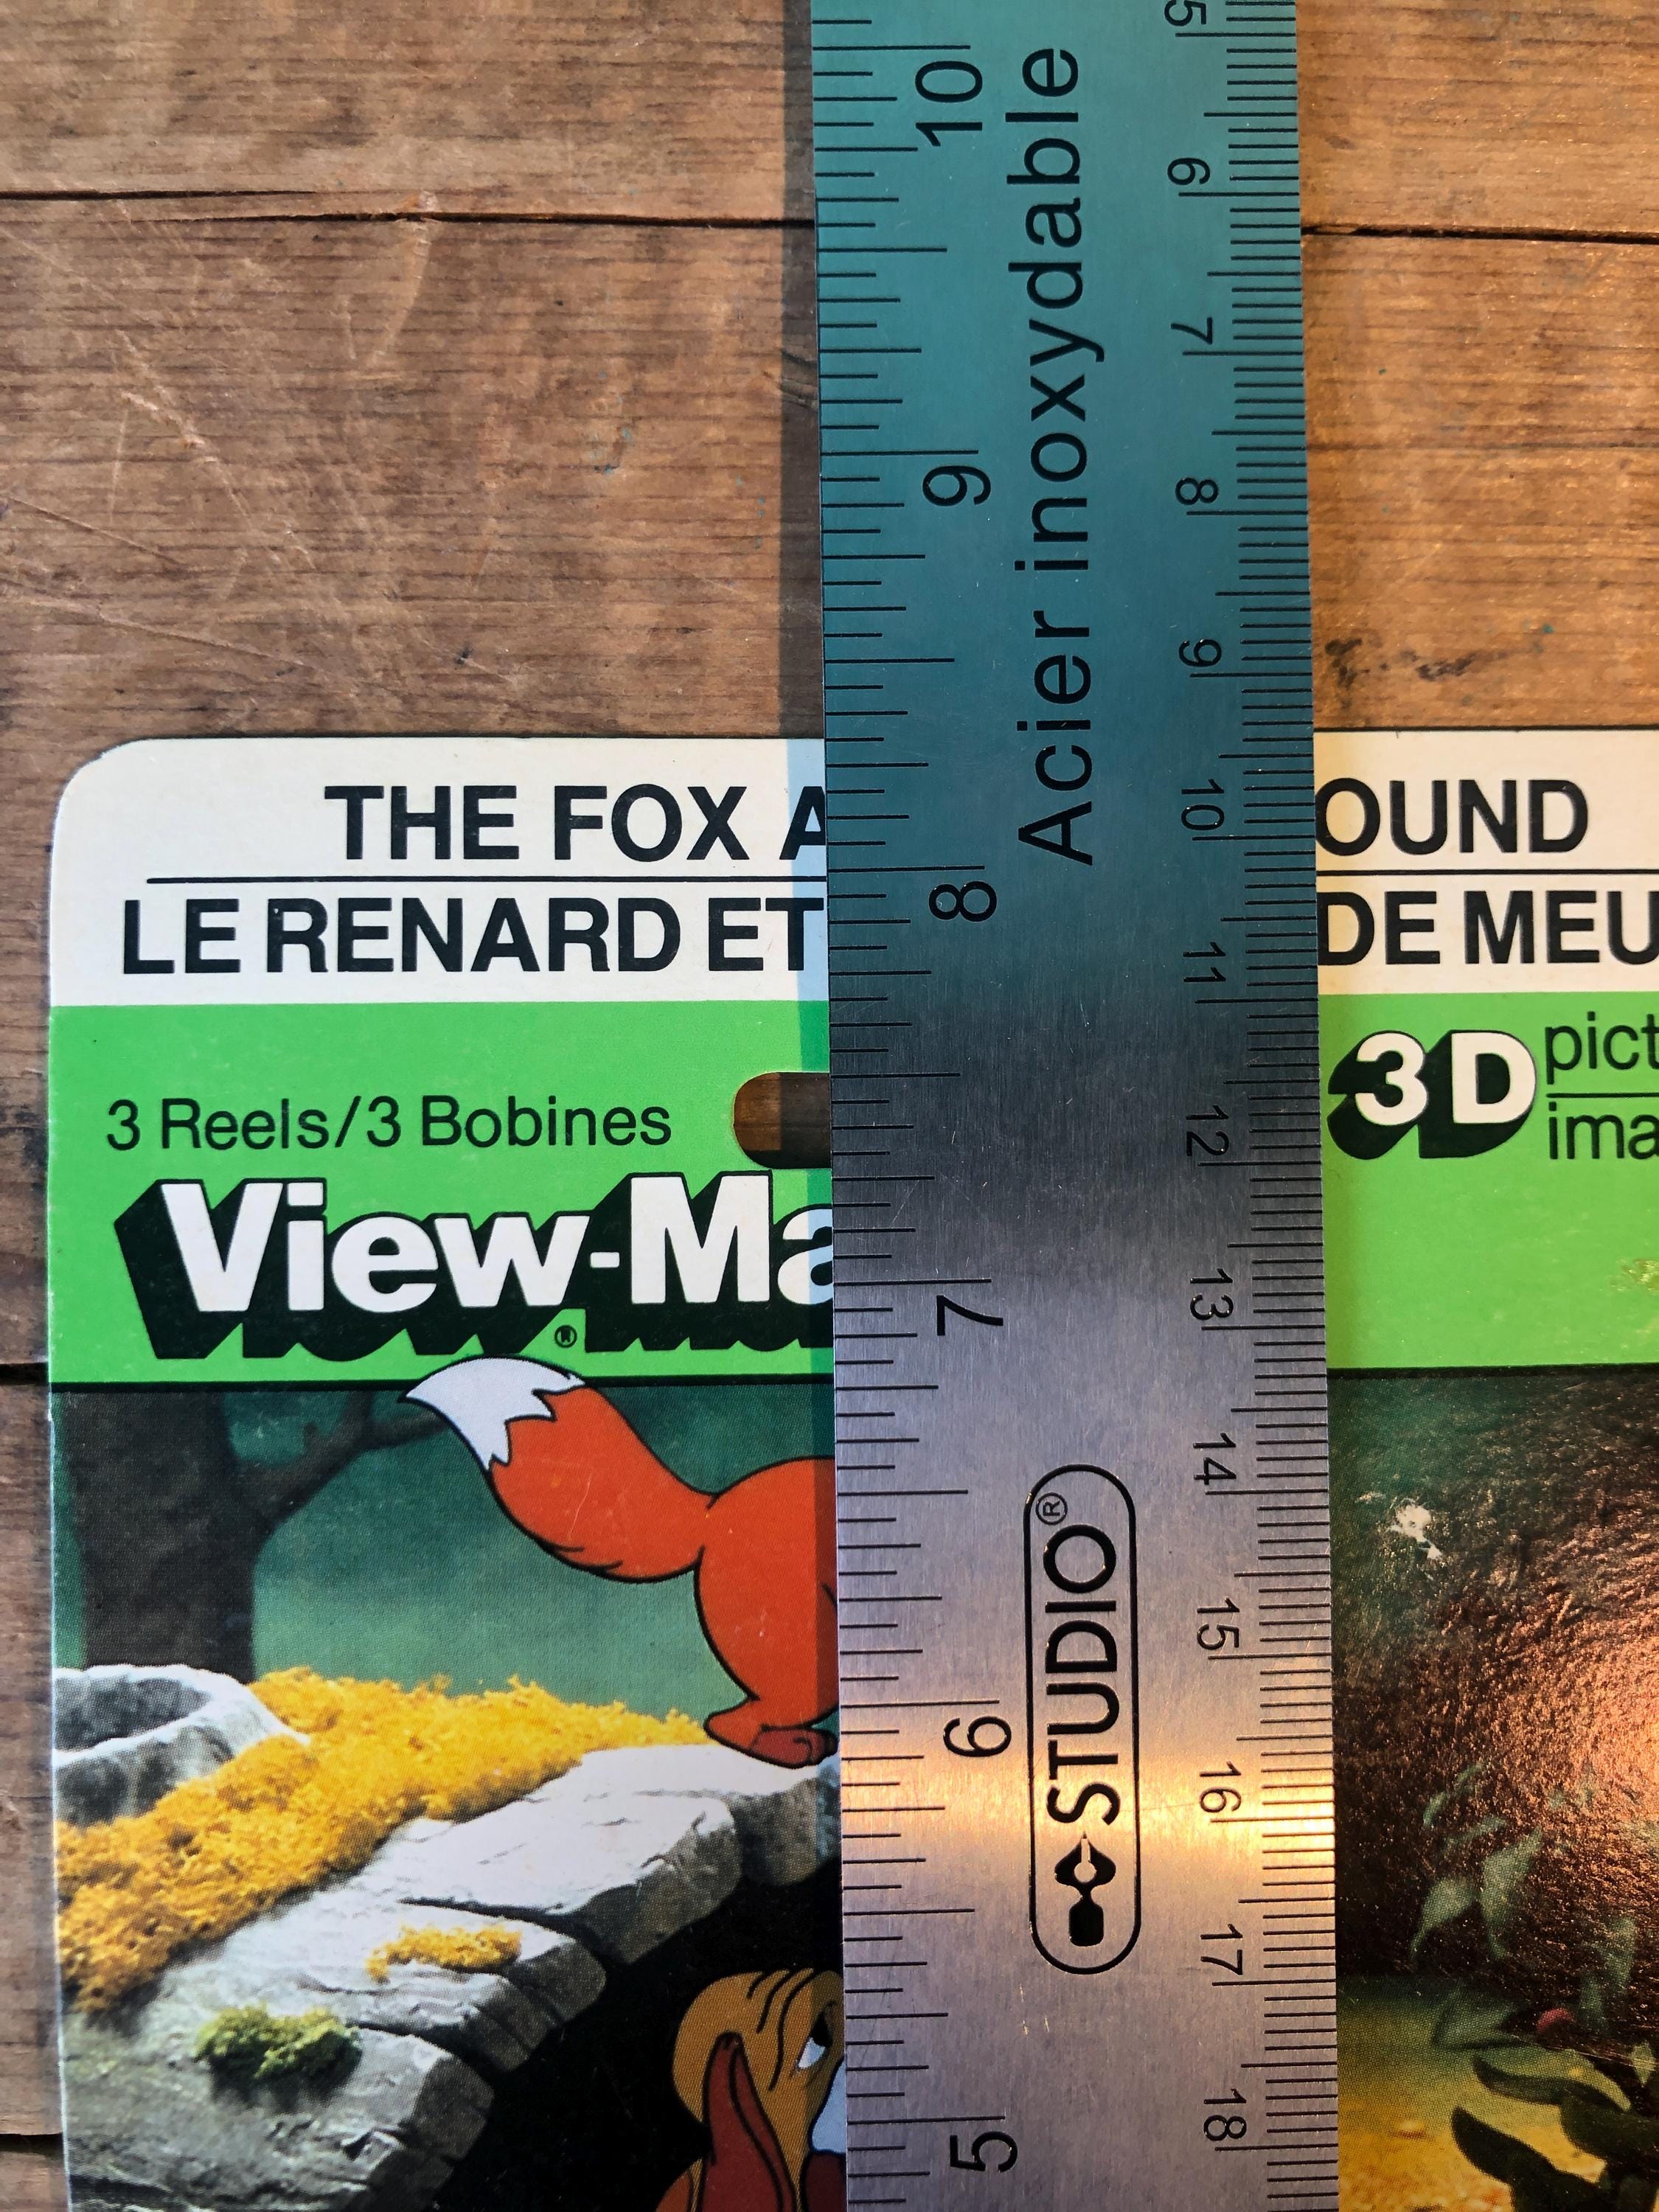 THE FOX A
OUND
LE RENARD ET
DE MEU
3 Reels/3 Bobines
3D
pict
ima
View-Ma
®
10
9
8
7
6
5
Acier inoxydable
STUDIO®
5
6
7
8
9
10
11
12
13
14
15
16
17
18